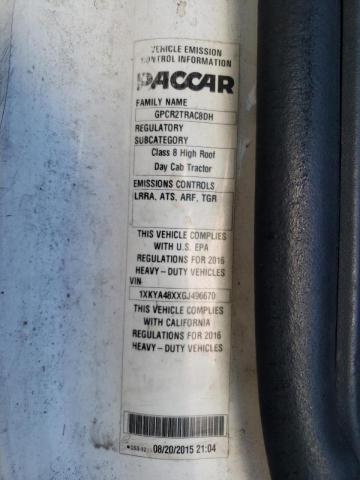 VEHICLE EMISSION
CONTROL INFORMATION
PACCAR
FAMILY NAME
GPCR2TRAC8DH
REGULATORY
SUBCATEGORY
Class 8 High Roof
Day Cab Tractor
EMISSIONS CONTROLS
LRRA, ATS, ARF, TGR
THIS VEHICLE COMPLIES
WITH U.S. EPA
REGULATIONS FOR 2016
HEAVY-DUTY VEHICLES
VIN
1XKYA48XXGJ496670
THIS VEHICLE COMPLIES
WITH CALIFORNIA
REGULATIONS FOR 2016
HEAVY-DUTY VEHICLES
08/20/2015 21:04